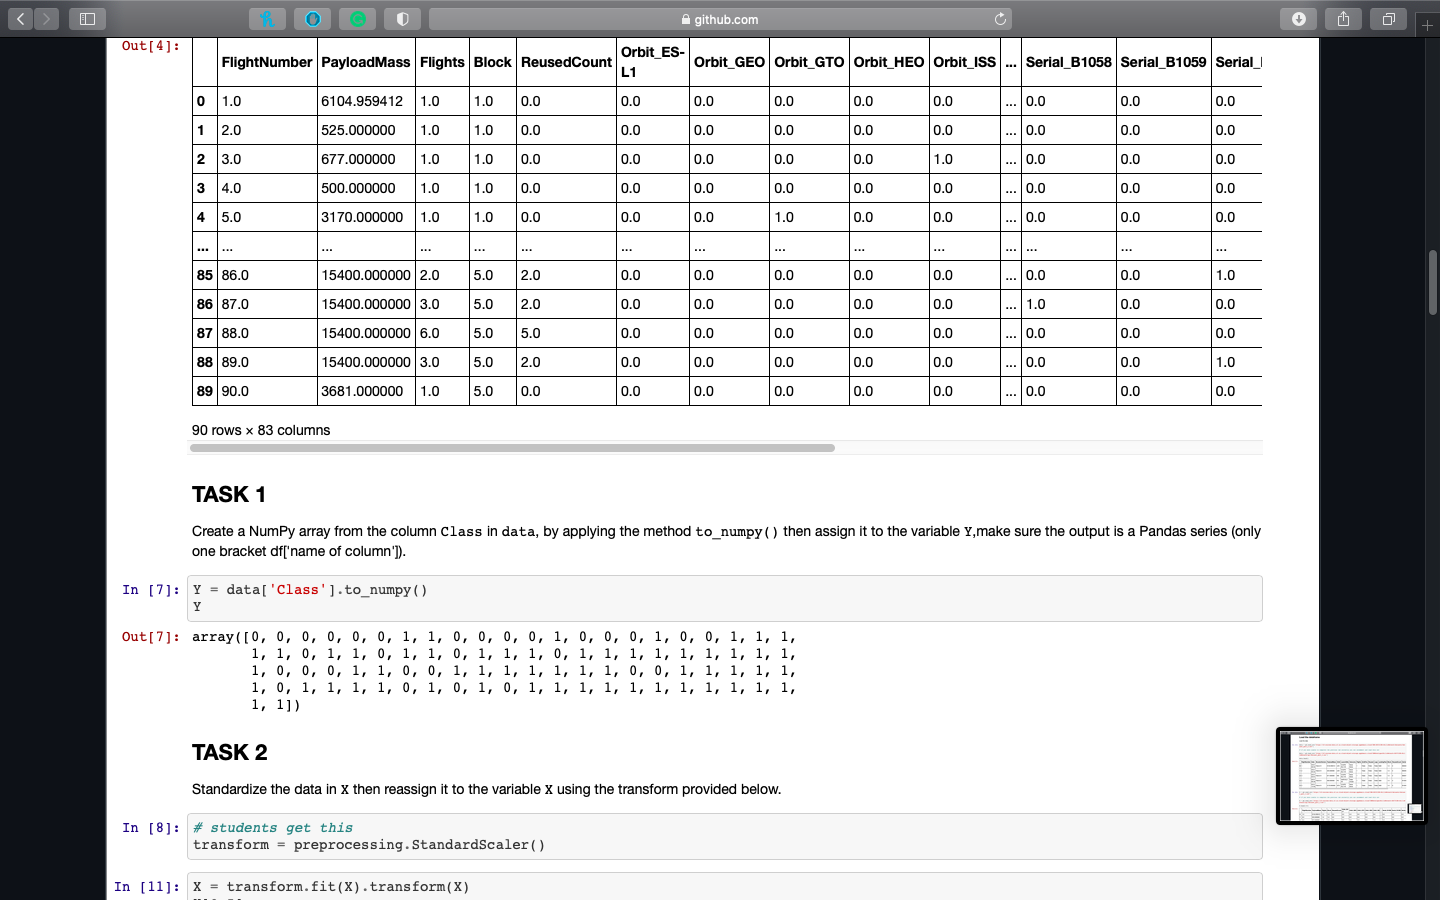 github.com
Out[4]:
FlightNumber PayloadMass Flights Block ReusedCount Orbit_ES-L1 Orbit_GEO Orbit_GTO Orbit_HEO Orbit_ISS ... Serial_B1058 Serial_B1059 Serial_
0 1.0 6104.959412 1.0 1.0 0.0 0.0 0.0 0.0 0.0 0.0 ... 0.0 0.0 0.0
1 2.0 525.000000 1.0 1.0 0.0 0.0 0.0 0.0 0.0 0.0 ... 0.0 0.0 0.0
2 3.0 677.000000 1.0 1.0 0.0 0.0 0.0 0.0 0.0 1.0 ... 0.0 0.0 0.0
3 4.0 500.000000 1.0 1.0 0.0 0.0 0.0 0.0 0.0 0.0 ... 0.0 0.0 0.0
4 5.0 3170.000000 1.0 1.0 0.0 0.0 0.0 1.0 0.0 0.0 ... 0.0 0.0 0.0
... ... ... ... ... ... ... ... ... ... ... ... ... ... ...
85 86.0 15400.000000 2.0 5.0 2.0 0.0 0.0 0.0 0.0 0.0 ... 0.0 0.0 1.0
86 87.0 15400.000000 3.0 5.0 2.0 0.0 0.0 0.0 0.0 0.0 ... 1.0 0.0 0.0
87 88.0 15400.000000 6.0 5.0 5.0 0.0 0.0 0.0 0.0 0.0 ... 0.0 0.0 0.0
88 89.0 15400.000000 3.0 5.0 2.0 0.0 0.0 0.0 0.0 0.0 ... 0.0 0.0 1.0
89 90.0 3681.000000 1.0 5.0 0.0 0.0 0.0 0.0 0.0 0.0 ... 0.0 0.0 0.0
90 rows × 83 columns
TASK 1
Create a NumPy array from the column Class in data, by applying the method to_numpy() then assign it to the variable Y,make sure the output is a Pandas series (only
one bracket df['name of column']).
In [7]: Y = data['Class'].to_numpy()
Y
Out[7]: array([0, 0, 0, 0, 0, 0, 1, 1, 0, 0, 0, 0, 1, 0, 0, 0, 1, 0, 0, 1, 1, 1,
1, 1, 0, 1, 1, 0, 1, 1, 0, 1, 1, 1, 0, 1, 1, 1, 1, 1, 1, 1, 1, 1,
1, 0, 0, 0, 1, 1, 0, 0, 1, 1, 1, 1, 1, 1, 1, 0, 0, 1, 1, 1, 1, 1,
1, 0, 1, 1, 1, 1, 0, 1, 0, 1, 0, 1, 1, 1, 1, 1, 1, 1, 1, 1, 1, 1,
1, 1])
TASK 2
Standardize the data in X then reassign it to the variable X using the transform provided below.
In [8]: # students get this
transform = preprocessing.StandardScaler()
In [11]: X = transform.fit(X).transform(X)